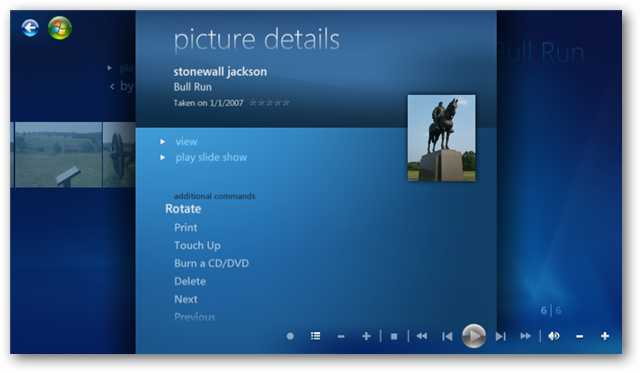 picture details
Bull Run
stonewall jackson
Bull Run
Taken on 1/1/2007
by
view
play slide show
additional commands
Rotate
Print
Touch Up
Burn a CD/DVD
Delete
Next
Previous
6 | 6